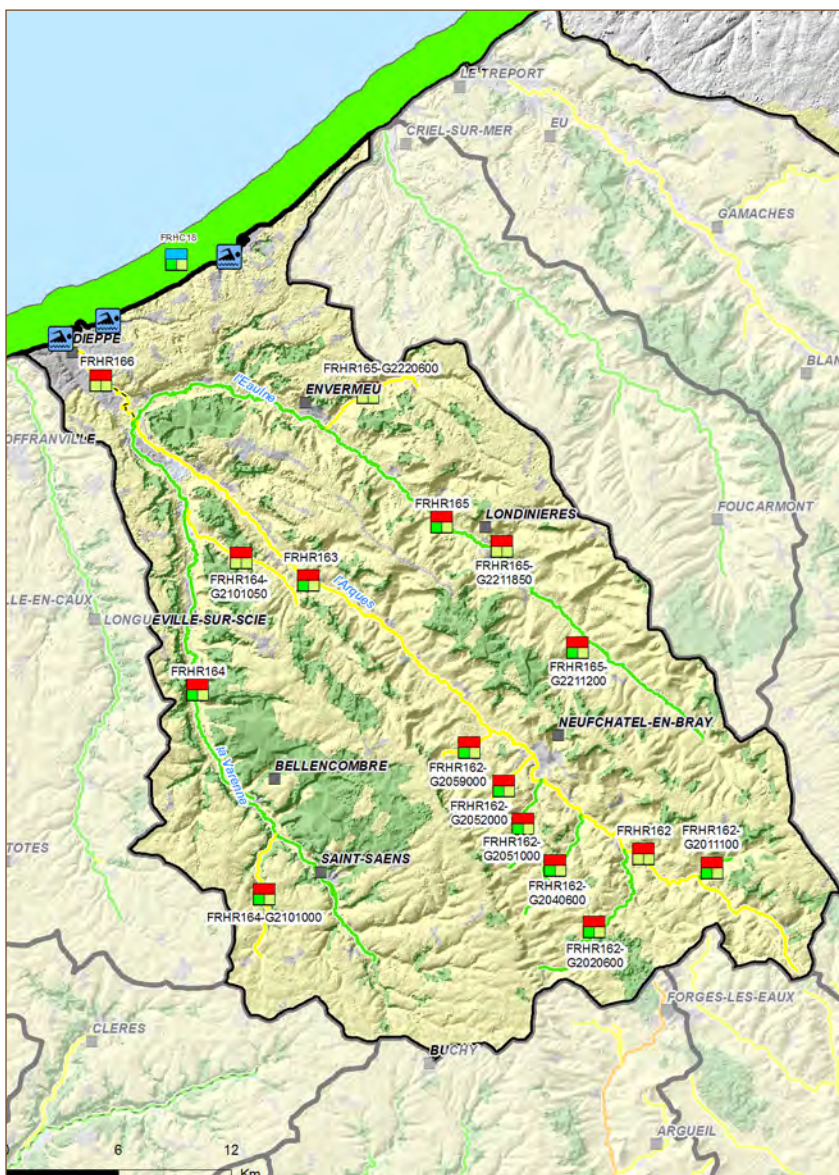 LE TREPORT
EU
CRIEL-SUR-MER
GAMACHES
FRHC18
BLAN
DIEPPE
FRHR166
FRHR165-G2220600
l'Eaulne
ENVERMEU
OFFRANVILLE
FRHR165
LONDINIERES
FOUCARMONT
FRHR165-
G2211850
FRHR163
FRHR164-
G2101050
l'Arques
LLE-EN-CAUX
LONGUEVILLE-SUR-SCIE
FRHR165-
G2211200
FRHR164
NEUFCHATEL-EN-BRAY
la Varenne
BELLENCOMBRE
FRHR162-
G2059000
FRHR162-
G2052000
FRHR162-
G2051000
FRHR162
FRHR162-
G2011100
TOTES
SAINT-SAENS
FRHR162-
G2040600
FRHR164-G2101000
FRHR162-
G2020600
FORGES-LES-EAUX
CLERES
BUCHY
ARGUEIL
0 6 12
Km